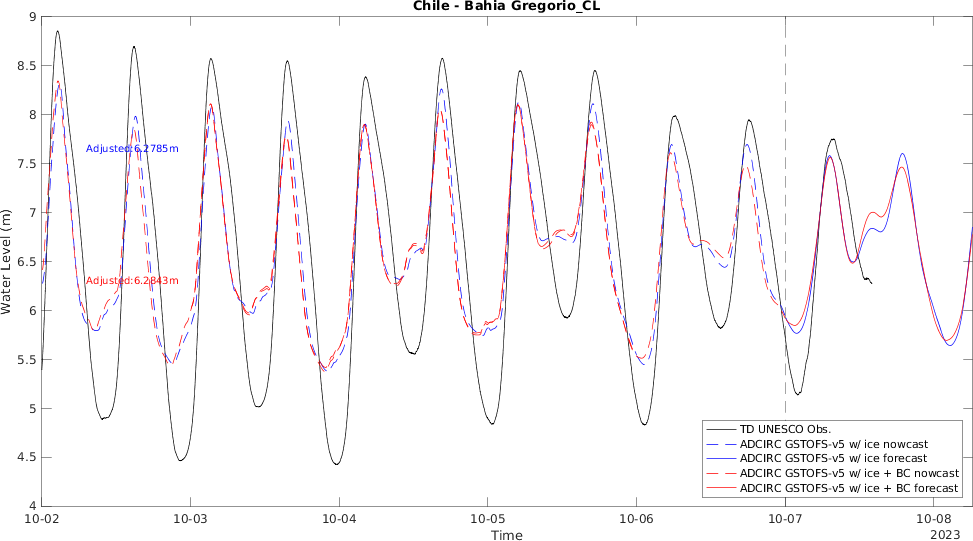 Chile - Bahia Gregorio_CL
9
8.5
8
7.5
7
6.5
6
5.5
5
4.5
4
Water Level (m)
Adjusted:6.2785m
Adjusted:6.2843m
TD UNESCO Obs.
ADCIRC GSTOFS-v5 w/ ice nowcast
ADCIRC GSTOFS-v5 w/ ice forecast
ADCIRC GSTOFS-v5 w/ ice + BC nowcast
ADCIRC GSTOFS-v5 w/ ice + BC forecast
10-02 10-03 10-04 10-05 10-06 10-07 10-08
Time
2023